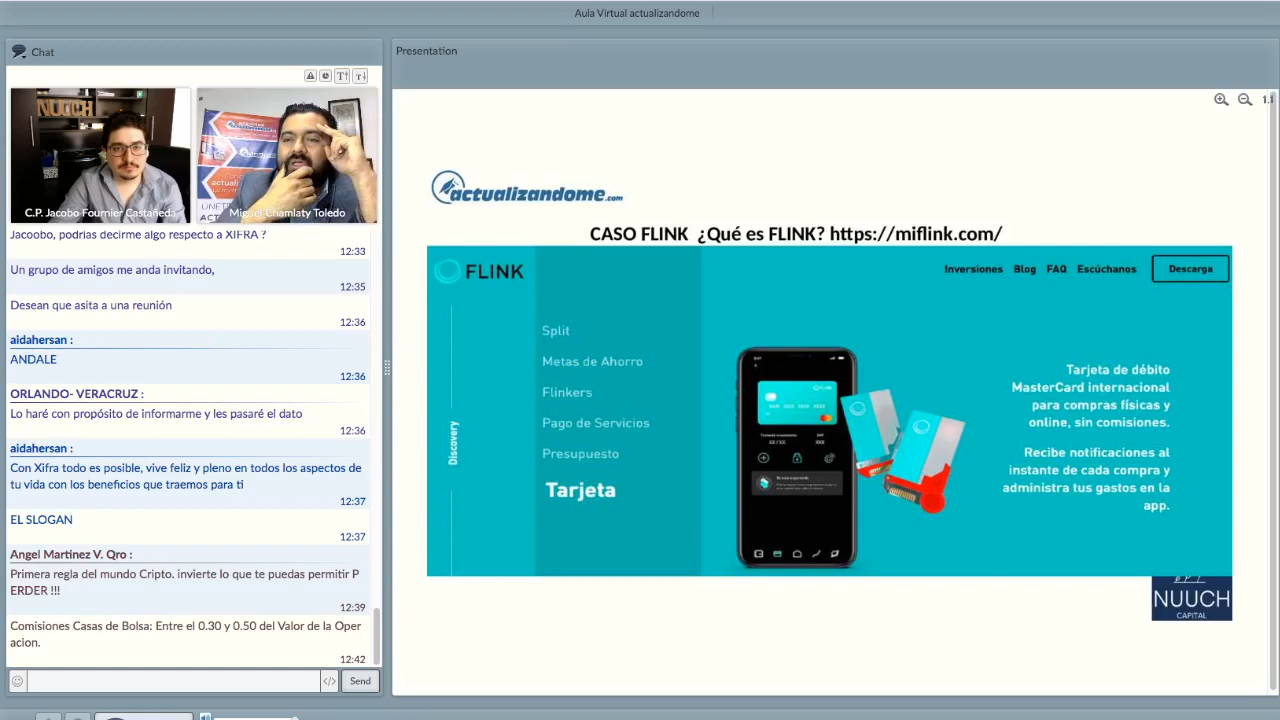 Aula Virtual actualizandome
Chat
NUUCH
C.P. Jacobo Fournier Castañeda
Miguel Chamlaty Toledo
Jacoobo, podrías decirme algo respecto a XIFRA ?
12:33
Un grupo de amigos me anda invitando,
12:35
Desean que asita a una reunión
12:36
aidahersan :
ANDALE
12:36
ORLANDO- VERACRUZ :
Lo haré con propósito de informarme y les pasaré el dato
12:36
aidahersan :
Con Xifra todo es posible, vive feliz y pleno en todos los aspectos de
tu vida con los beneficios que traemos para ti
12:37
EL SLOGAN
12:37
Angel Martinez V. Qro :
Primera regla del mundo Cripto. invierte lo que te puedas permitir P
ERDER !!!
12:39
Comisiones Casas de Bolsa: Entre el 0.30 y 0.50 del Valor de la Oper
acion.
12:42
Send
Presentation
actualizandome.com
CASO FLINK ¿Qué es FLINK? https://miflink.com/
FLINK
Inversiones Blog FAQ Escúchanos Descarga
Discovery
Split
Metas de Ahorro
Flinkers
Pago de Servicios
Presupuesto
Tarjeta
Tarjeta de débito
MasterCard internacional
para compras físicas y
online, sin comisiones.
Recibe notificaciones al
instante de cada compra y
administra tus gastos en la
app.
NUUCH
CAPITAL